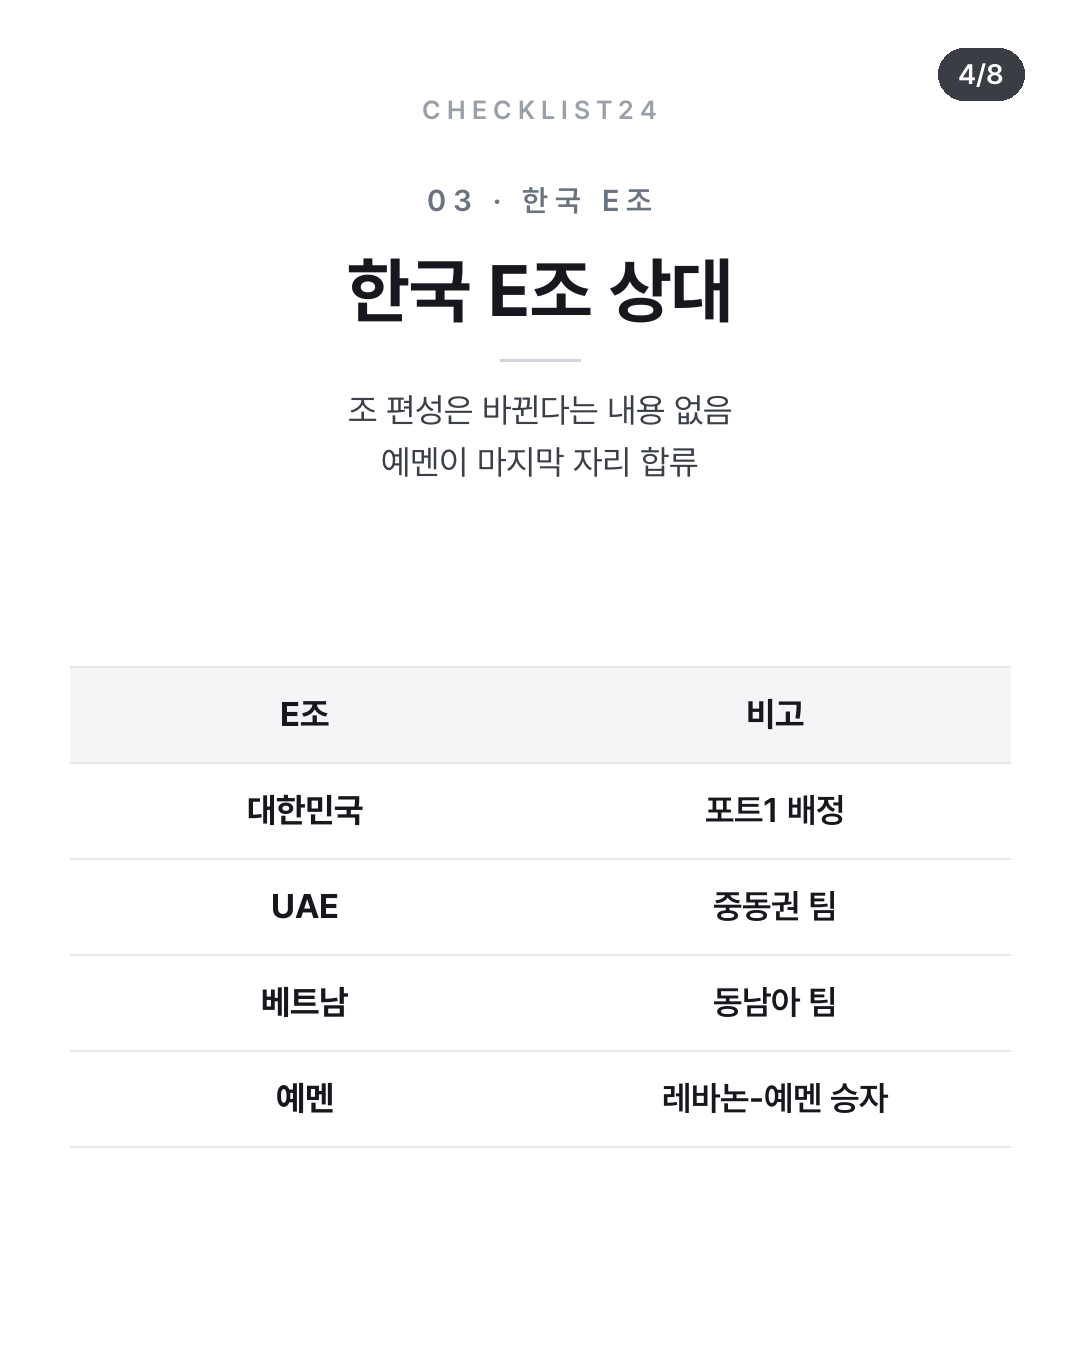 4/8
CHECKLIST24
03 · 한국 E조
한국 E조 상대
조 편성은 바뀐다는 내용 없음
예멘이 마지막 자리 합류
E조 비고
대한민국 포트1 배정
UAE 중동권 팀
베트남 동남아 팀
예멘 레바논-예멘 승자